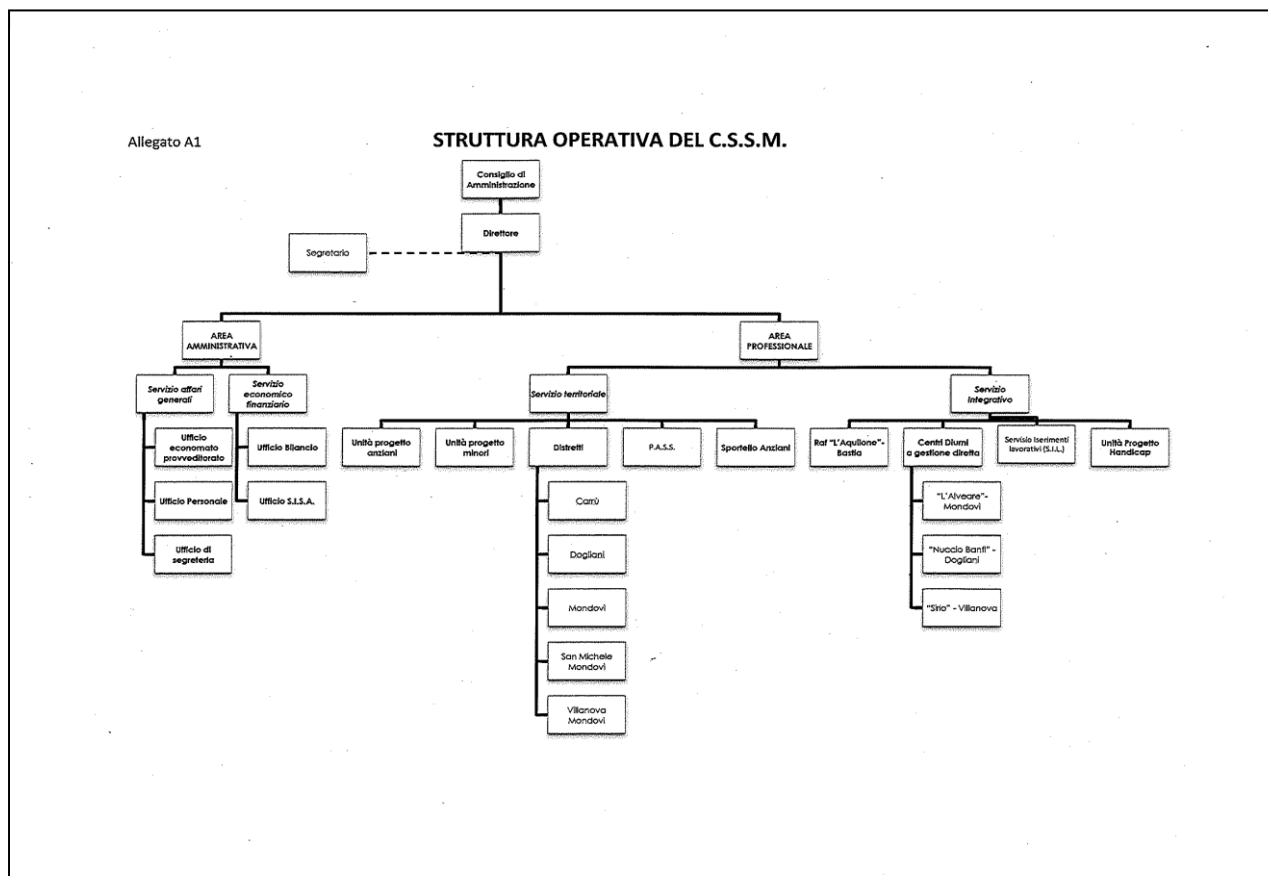 Allegato A1
STRUTTURA OPERATIVA DEL C.S.S.M.
Consiglio di
Amministrazione
Direttore
Segretario
AREA
AMMINISTRATIVA
AREA
PROFESSIONALE
Servizio affari
generali
Servizio
economico
finanziario
Servizio territoriale
Servizio
Integrativo
Ufficio
economato
provveditorato
Ufficio Bilancio
Unità progetto
anziani
Unità progetto
minori
Distretti
P.A.S.S.
Sportello Anziani
Raf "L'Aquilone"-
Bastia
Centri Diurni
a gestione diretta
Servisio Iserimenti
lavorativi (S.I.L.)
Unità Progetto
Handicap
Ufficio Personale
Ufficio S.I.S.A.
Carrù
"L'Alveare"-
Mondovì
Ufficio di
segreteria
Dogliani
"Nuccio Banfi" -
Dogliani
Mondovì
"Sirio" - Villanova
San Michele
Mondovì
Villanova
Mondovì